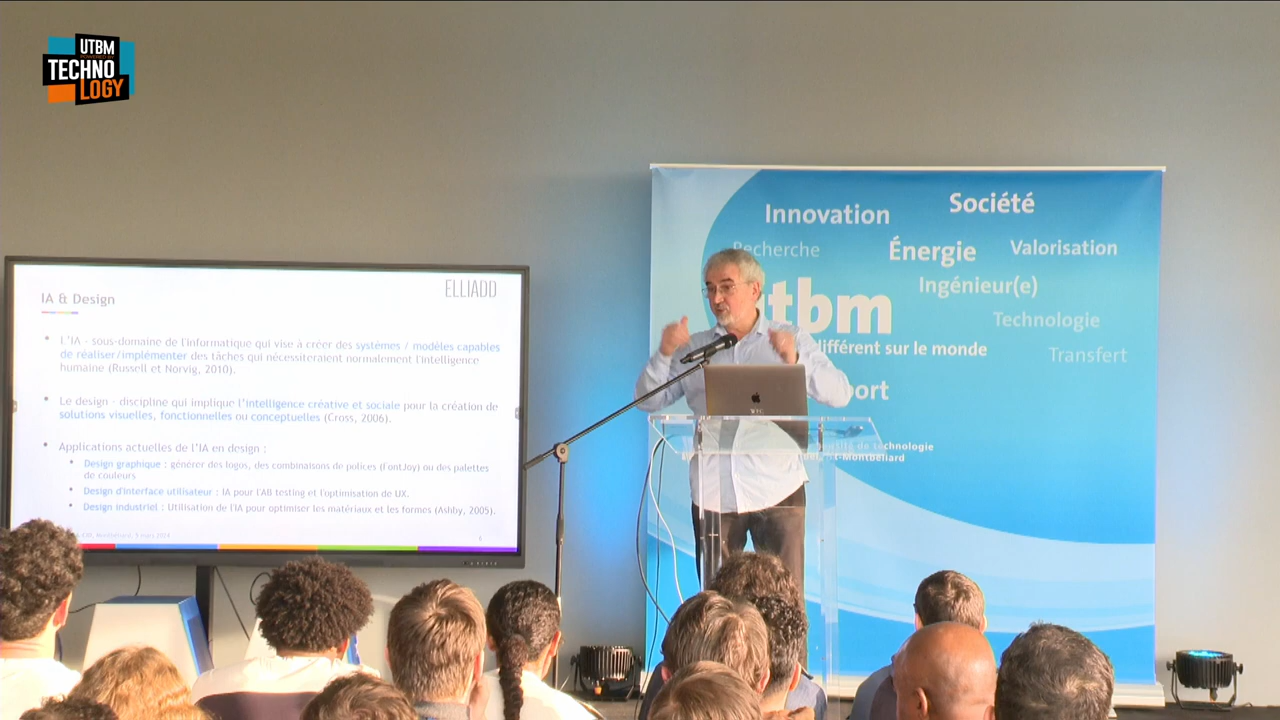 UTBM
TECHNO
LOGY
ELLIADD
IA & Design
L'IA - sous-domaine de l'informatique qui vise à créer des systèmes / modèles capables
de réaliser/implémenter des tâches qui nécessiteraient normalement l'intelligence
humaine (Russell et Norvig, 2010).
Le design - discipline qui implique l'intelligence créative et sociale pour la création de
solutions visuelles, fonctionnelles ou conceptuelles (Cross, 2006).
Applications actuelles de l'IA en design :
Design graphique : générer des logos, des combinaisons de polices (FontJoy) ou des palettes
de couleurs
Design d'interface utilisateur : IA pour l'AB testing et l'optimisation de UX.
Design industriel : Utilisation de l'IA pour optimiser les matériaux et les formes (Ashby, 2005).
6
Innovation
Société
Recherche
Énergie
Valorisation
Ingénieur(e)
tbm
Technologie
différent sur le monde
Transfert
port
de technologie
t-Montbéliard